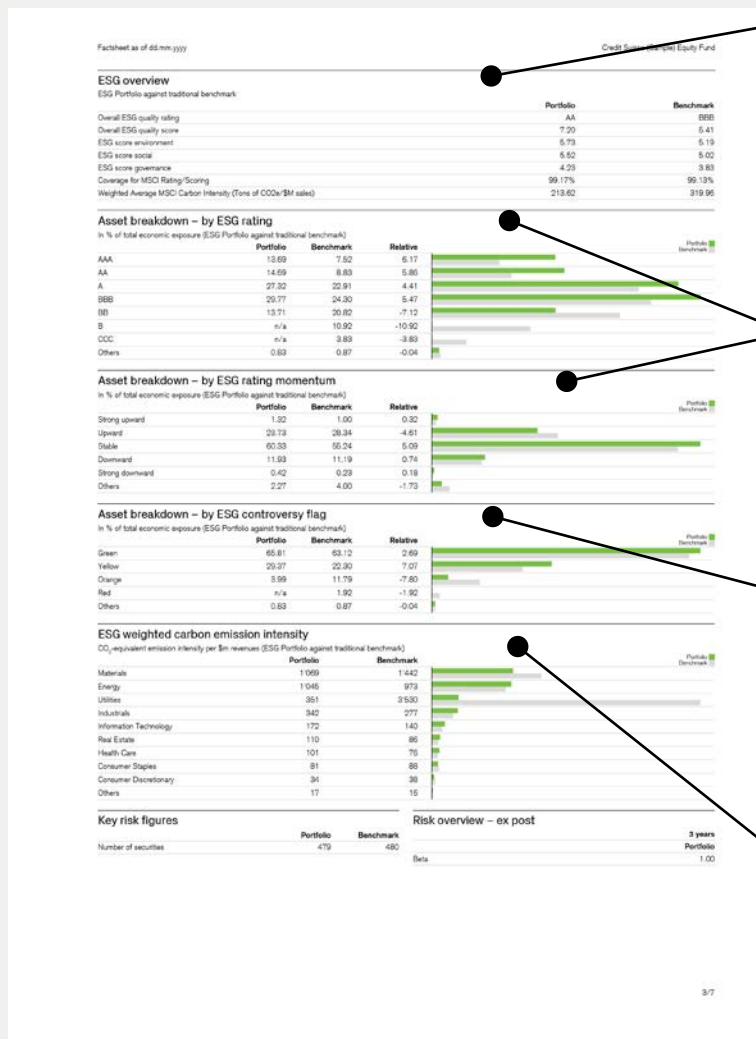 Factsheet as of dd.mm.yyyy
Credit Suisse (Sample) Equity Fund
ESG overview
ESG Portfolio against traditional benchmark
Portfolio Benchmark
Overall ESG quality rating AA BBB
Overall ESG quality score 7.20 5.41
ESG score environment 5.73 5.19
ESG score social 5.52 5.02
ESG score governance 4.23 3.83
Coverage for MSCI Rating/Scoring 99.17% 99.13%
Weighted Average MSCI Carbon Intensity (Tons of CO2e/$M sales) 213.62 319.96
Asset breakdown – by ESG rating
In % of total economic exposure (ESG Portfolio against traditional benchmark)
Portfolio Benchmark Relative
Portfolio
Benchmark
AAA 13.69 7.52 6.17
AA 14.69 8.83 5.86
A 27.32 22.91 4.41
BBB 29.77 24.30 5.47
BB 13.71 20.82 -7.12
B n/a 10.92 -10.92
CCC n/a 3.83 -3.83
Others 0.83 0.87 -0.04
Asset breakdown – by ESG rating momentum
In % of total economic exposure (ESG Portfolio against traditional benchmark)
Portfolio Benchmark Relative
Portfolio
Benchmark
Strong upward 1.32 1.00 0.32
Upward 23.73 28.34 -4.61
Stable 60.33 55.24 5.09
Downward 11.93 11.19 0.74
Strong downward 0.42 0.23 0.18
Others 2.27 4.00 -1.73
Asset breakdown – by ESG controversy flag
In % of total economic exposure (ESG Portfolio against traditional benchmark)
Portfolio Benchmark Relative
Portfolio
Benchmark
Green 65.81 63.12 2.69
Yellow 29.37 22.30 7.07
Orange 3.99 11.79 -7.80
Red n/a 1.92 -1.92
Others 0.83 0.87 -0.04
ESG weighted carbon emission intensity
CO₂-equivalent emission intensity per $m revenues (ESG Portfolio against traditional benchmark)
Portfolio Benchmark
Portfolio
Benchmark
Materials 1'069 1'442
Energy 1'045 973
Utilities 351 3'530
Industrials 342 277
Information Technology 172 140
Real Estate 110 86
Health Care 101 76
Consumer Staples 81 88
Consumer Discretionary 34 38
Others 17 15
Key risk figures
Portfolio Benchmark
Number of securities 479 480
Risk overview – ex post
3 years
Portfolio
Beta 1.00
3/7